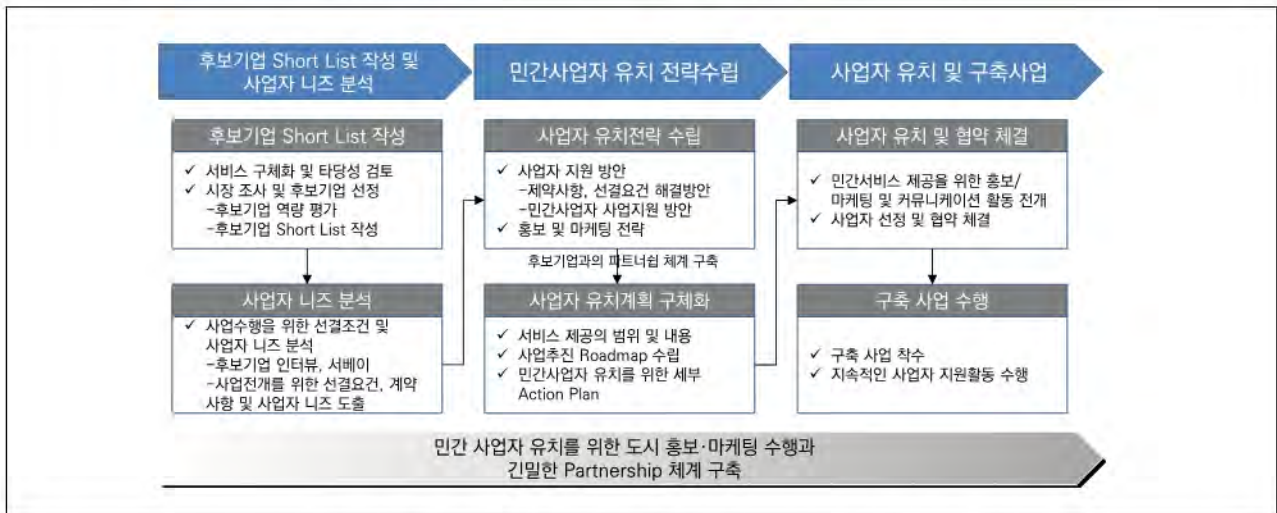 후보기업 Short List 작성 및
사업자 니즈 분석
민간사업자 유치 전략수립
사업자 유치 및 구축사업
후보기업 Short List 작성
✓ 서비스 구체화 및 타당성 검토
✓ 시장 조사 및 후보기업 선정
-후보기업 역량 평가
-후보기업 Short List 작성
사업자 니즈 분석
✓ 사업수행을 위한 선결조건 및
사업자 니즈 분석
-후보기업 인터뷰, 서베이
-사업전개를 위한 선결요건, 계약
사항 및 사업자 니즈 도출
사업자 유치전략 수립
✓ 사업자 지원 방안
-제약사항, 선결요건 해결방안
-민간사업자 사업지원 방안
✓ 홍보 및 마케팅 전략
후보기업과의 파트너쉽 체계 구축
사업자 유치계획 구체화
✓ 서비스 제공의 범위 및 내용
✓ 사업추진 Roadmap 수립
✓ 민간사업자 유치를 위한 세부
Action Plan
사업자 유치 및 협약 체결
✓ 민간서비스 제공을 위한 홍보/
마케팅 및 커뮤니케이션 활동 전개
✓ 사업자 선정 및 협약 체결
구축 사업 수행
✓ 구축 사업 착수
✓ 지속적인 사업자 지원활동 수행
민간 사업자 유치를 위한 도시 홍보·마케팅 수행과
긴밀한 Partnership 체계 구축